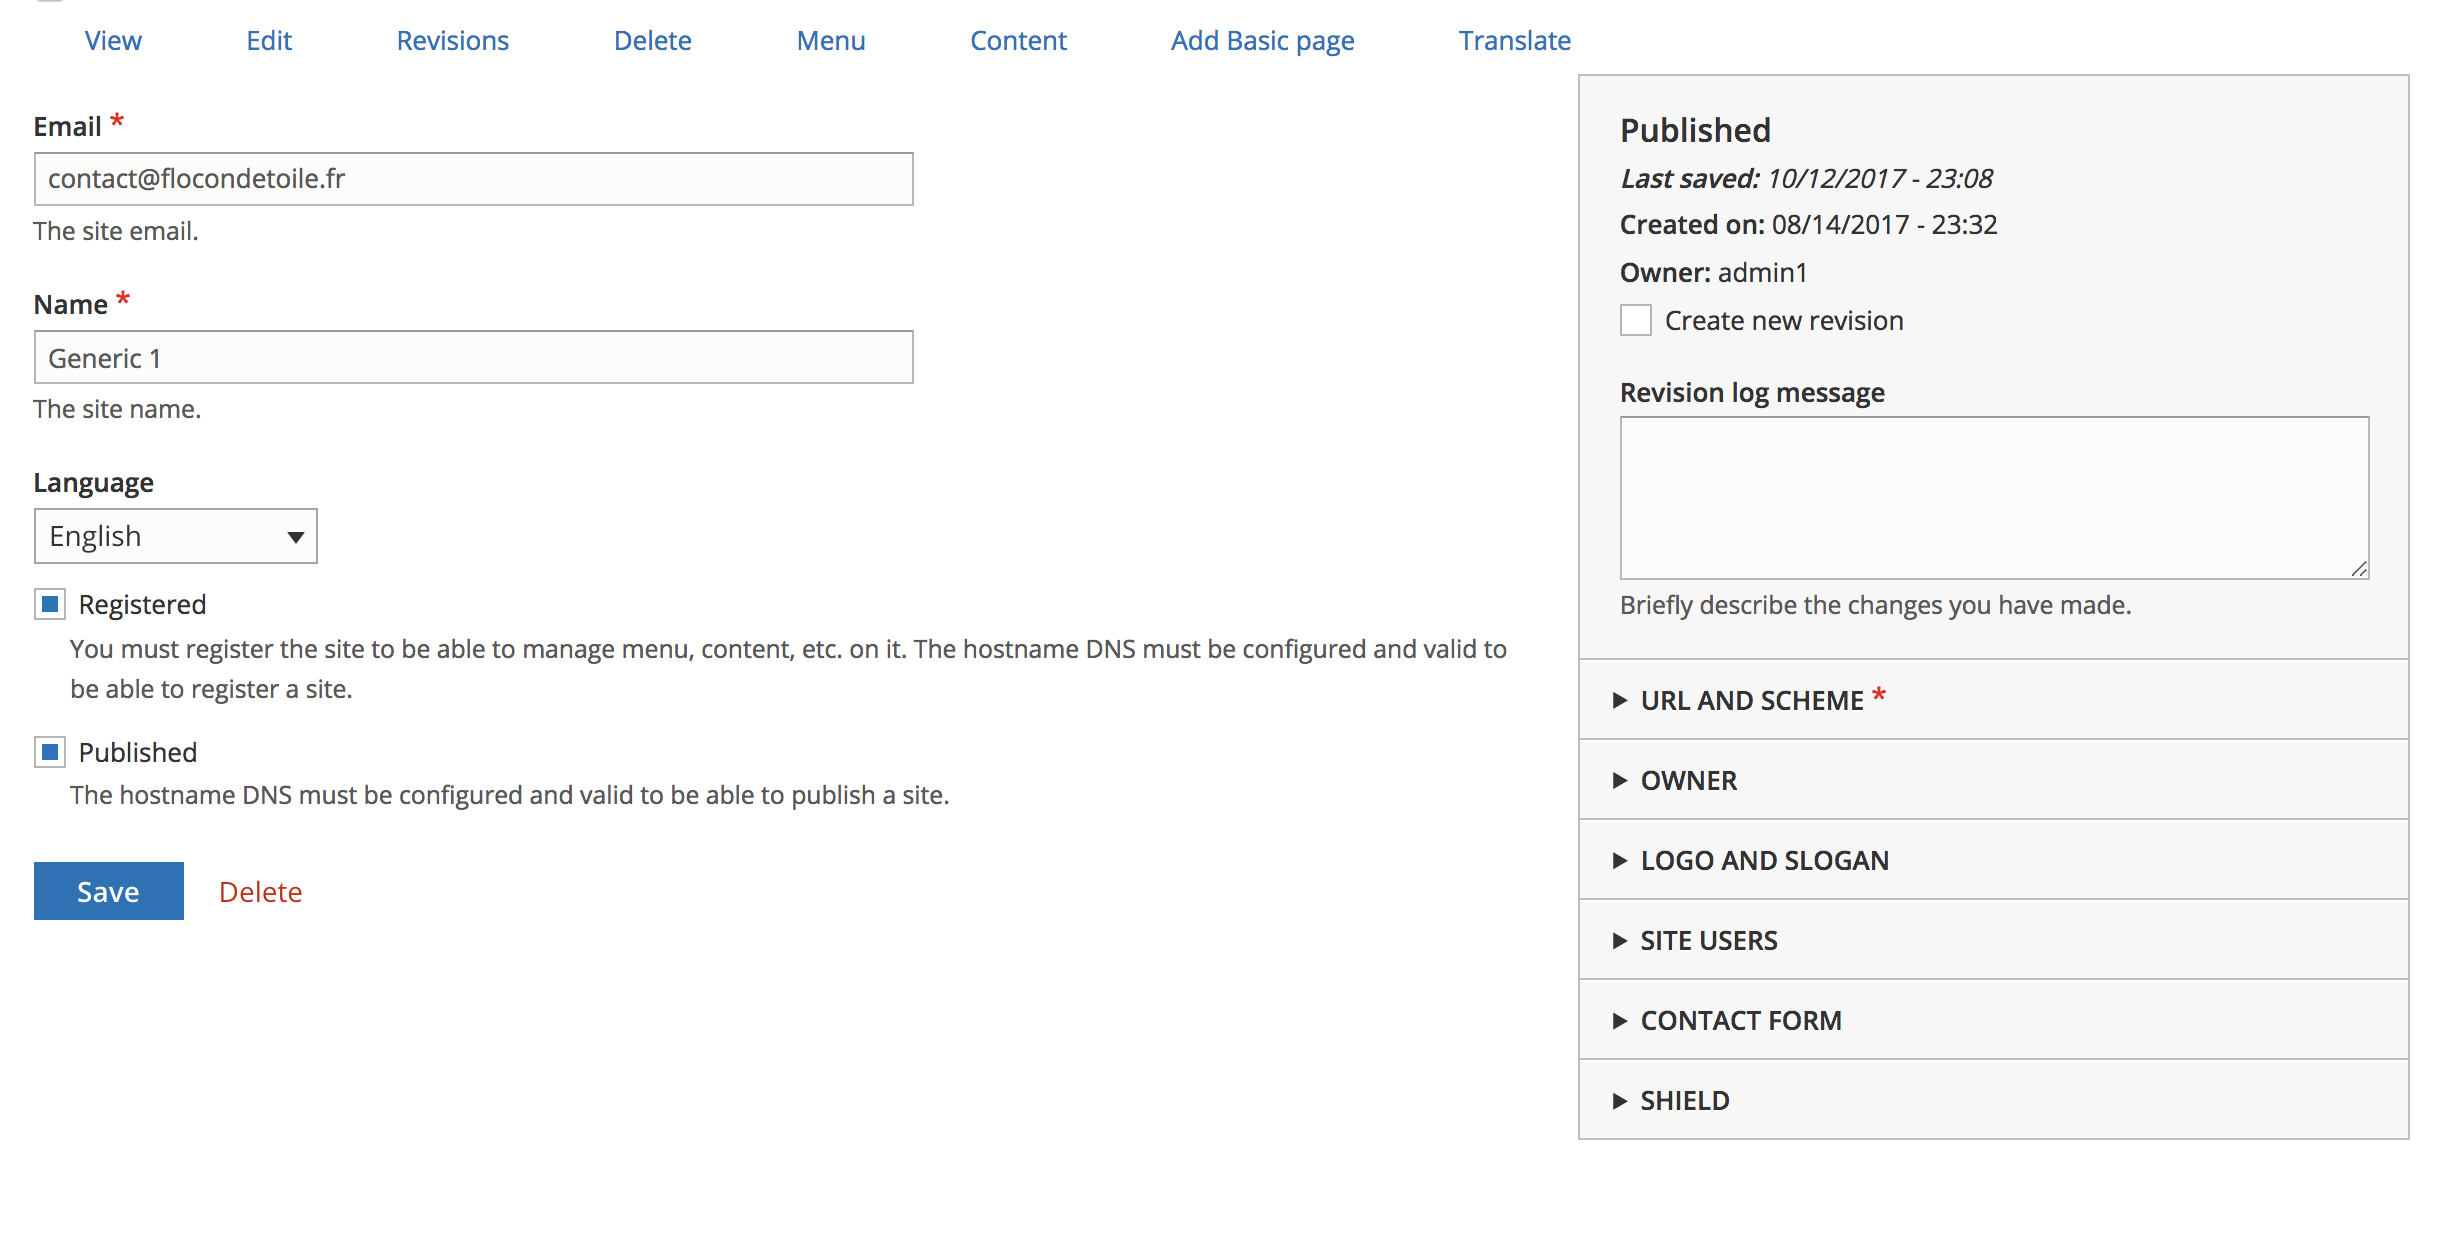 View Edit Revisions Delete Menu Content Add Basic page Translate
Email *
contact@flocondetoile.fr
The site email.
Name *
Generic 1
The site name.
Language
English
Registered
You must register the site to be able to manage menu, content, etc. on it. The hostname DNS must be configured and valid to
be able to register a site.
Published
The hostname DNS must be configured and valid to be able to publish a site.
Save Delete
Published
Last saved: 10/12/2017 - 23:08
Created on: 08/14/2017 - 23:32
Owner: admin1
Create new revision
Revision log message
Briefly describe the changes you have made.
URL AND SCHEME *
OWNER
LOGO AND SLOGAN
SITE USERS
CONTACT FORM
SHIELD